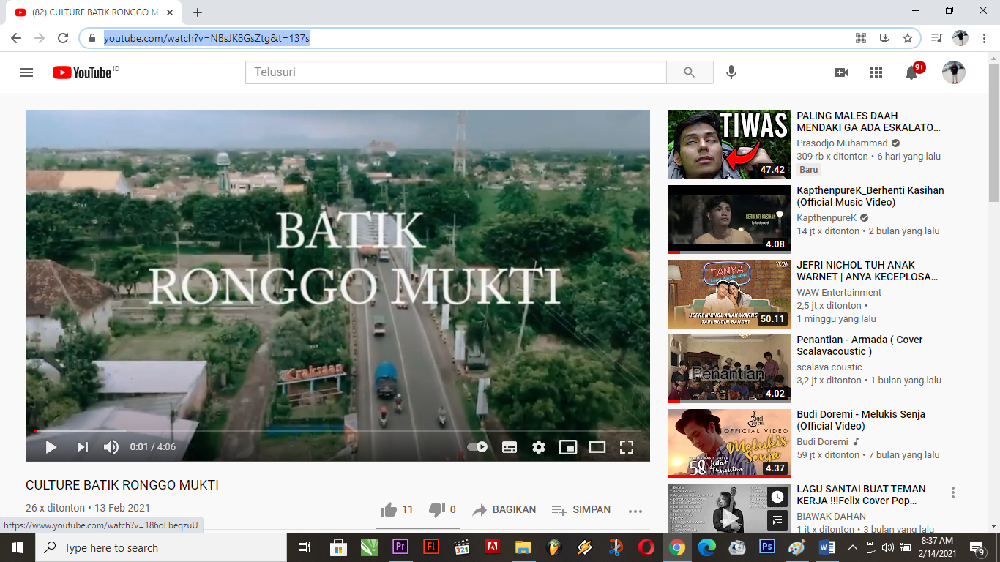 (82) CULTURE BATIK RONGGO M
youtube.com/watch?v=NBsJK8GsZtg&t=137s
YouTube ID
Telusuri
9+
BATIK
RONGGO MUKTI
Kraksaan
0:01 / 4:06
CULTURE BATIK RONGGO MUKTI
26 x ditonton • 13 Feb 2021
11
0
BAGIKAN
SIMPAN
TIWAS
47.42
PALING MALES DAAH
MENDAKI GA ADA ESKALATO...
Prasodjo Muhammad
309 rb x ditonton • 6 hari yang lalu
Baru
BERHENTI KASIHAN
4.08
KapthenpureK_Berhenti Kasihan
(Official Music Video)
KapthenpureK
14 jt x ditonton • 2 bulan yang lalu
TANYA
JEFRI NICHOL ANAK WARNE
TAPI BUCIN BANGET
50.11
JEFRI NICHOL TUH ANAK
WARNET | ANYA KECEPLOSA...
WAW Entertainment
2,5 jt x ditonton •
1 minggu yang lalu
Penantian
4.02
Penantian - Armada ( Cover
Scalavacoustic )
scalava coustic
3,2 jt x ditonton • 1 bulan yang lalu
Budi
Doremi
OFFICIAL VIDEO
Melukis
Senja
58 juta+
Penonton
4.37
Budi Doremi - Melukis Senja
(Official Video)
Budi Doremi
59 jt x ditonton • 7 bulan yang lalu
LAGU SANTAI BUAT TEMAN
KERJA !!!Felix Cover Pop...
BIAWAK DAHAN
1 jt x ditonton • 3 bulan yang lalu
https://www.youtube.com/watch?v=186oEbeqzuU
Type here to search
Pr
Fl
321
Ps
W
8:37 AM
2/14/2021
9